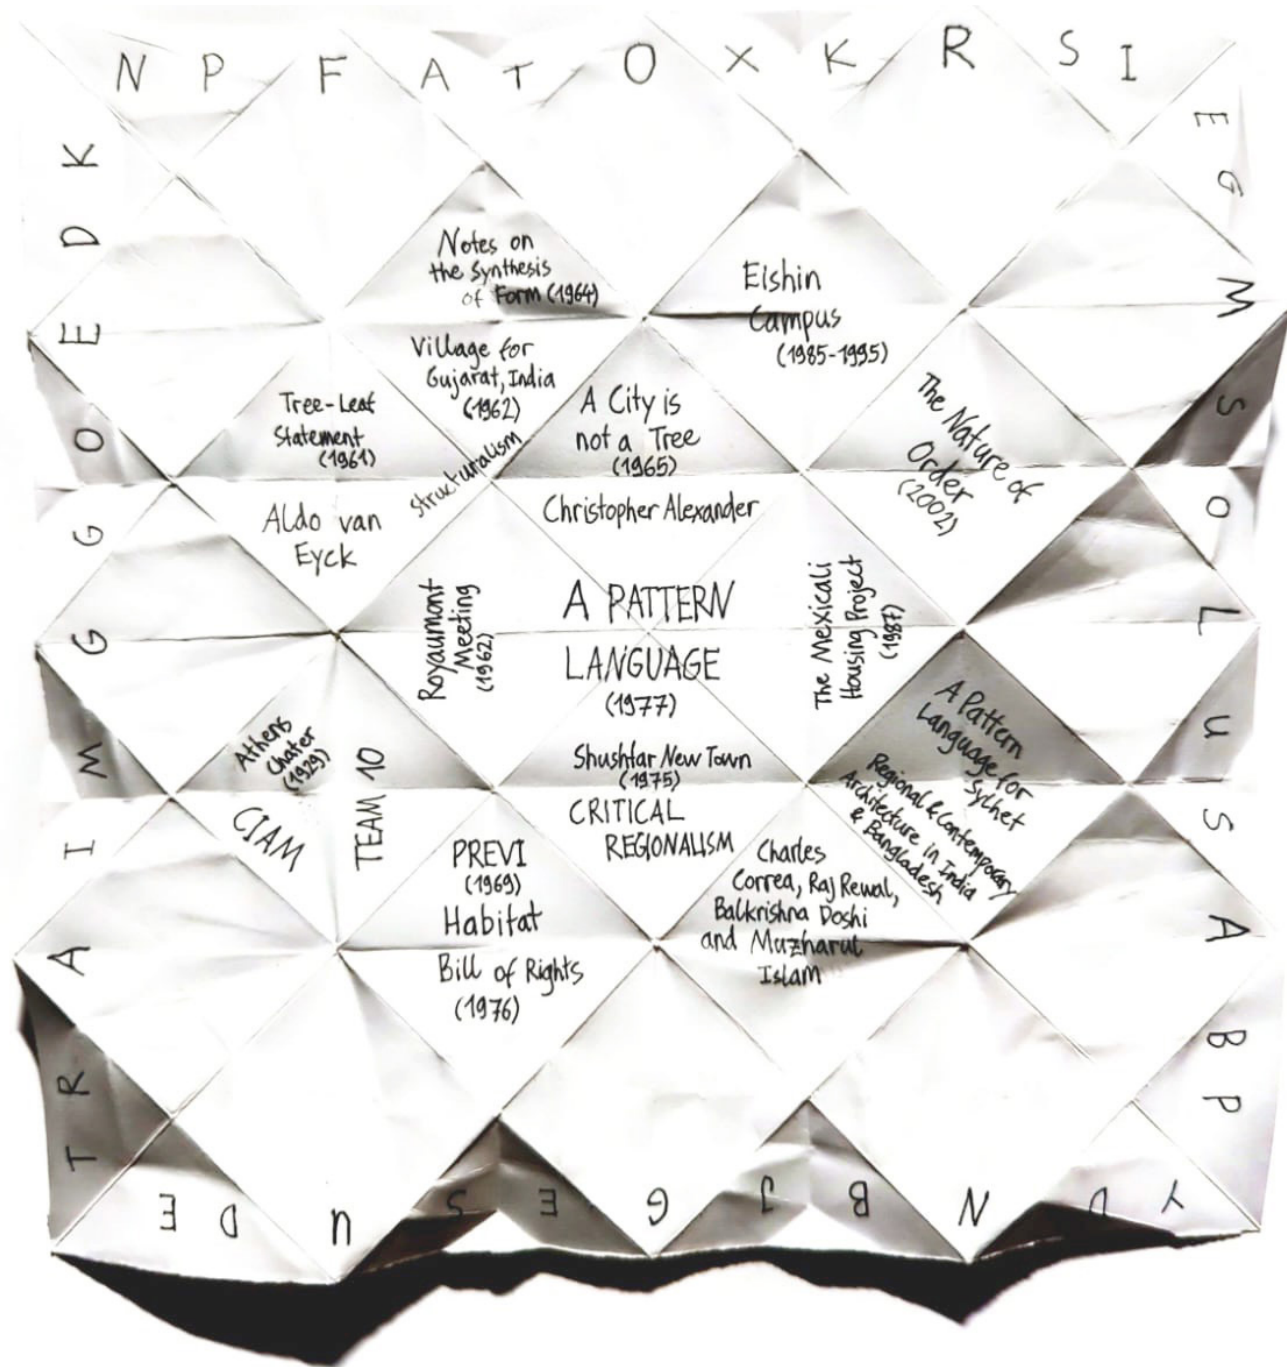 N P F A T O X K R S I
E G M S O L U S A B P
K D E O G G M I A R T
E D U S E G J B N D Y
Notes on
the Synthesis
of Form (1964)
Elshin
Campus
(1985-1995)
Village for
Gujarat, India
(1962)
Tree-Leaf
Statement
(1961)
Structuralism
A City is
not a Tree
(1965)
The Nature of
Order
(2002)
Aldo van
Eyck
Christopher Alexander
Royaumont
Meeting
(1962)
A PATTERN
LANGUAGE
(1977)
The Mexicali
Housing Project
(1987)
Athens
Chater
(1929)
CIAM
TEAM 10
Shushtar New Town
(1975)
CRITICAL
REGIONALISM
A Pattern
Language for
Sylhet
Regional & Contemporary
Architecture in India
& Bangladesh
PREVI
(1969)
Habitat
Bill of Rights
(1976)
Charles
Correa, Raj Rewal,
Balkrishna Doshi
and Muzharul
Islam